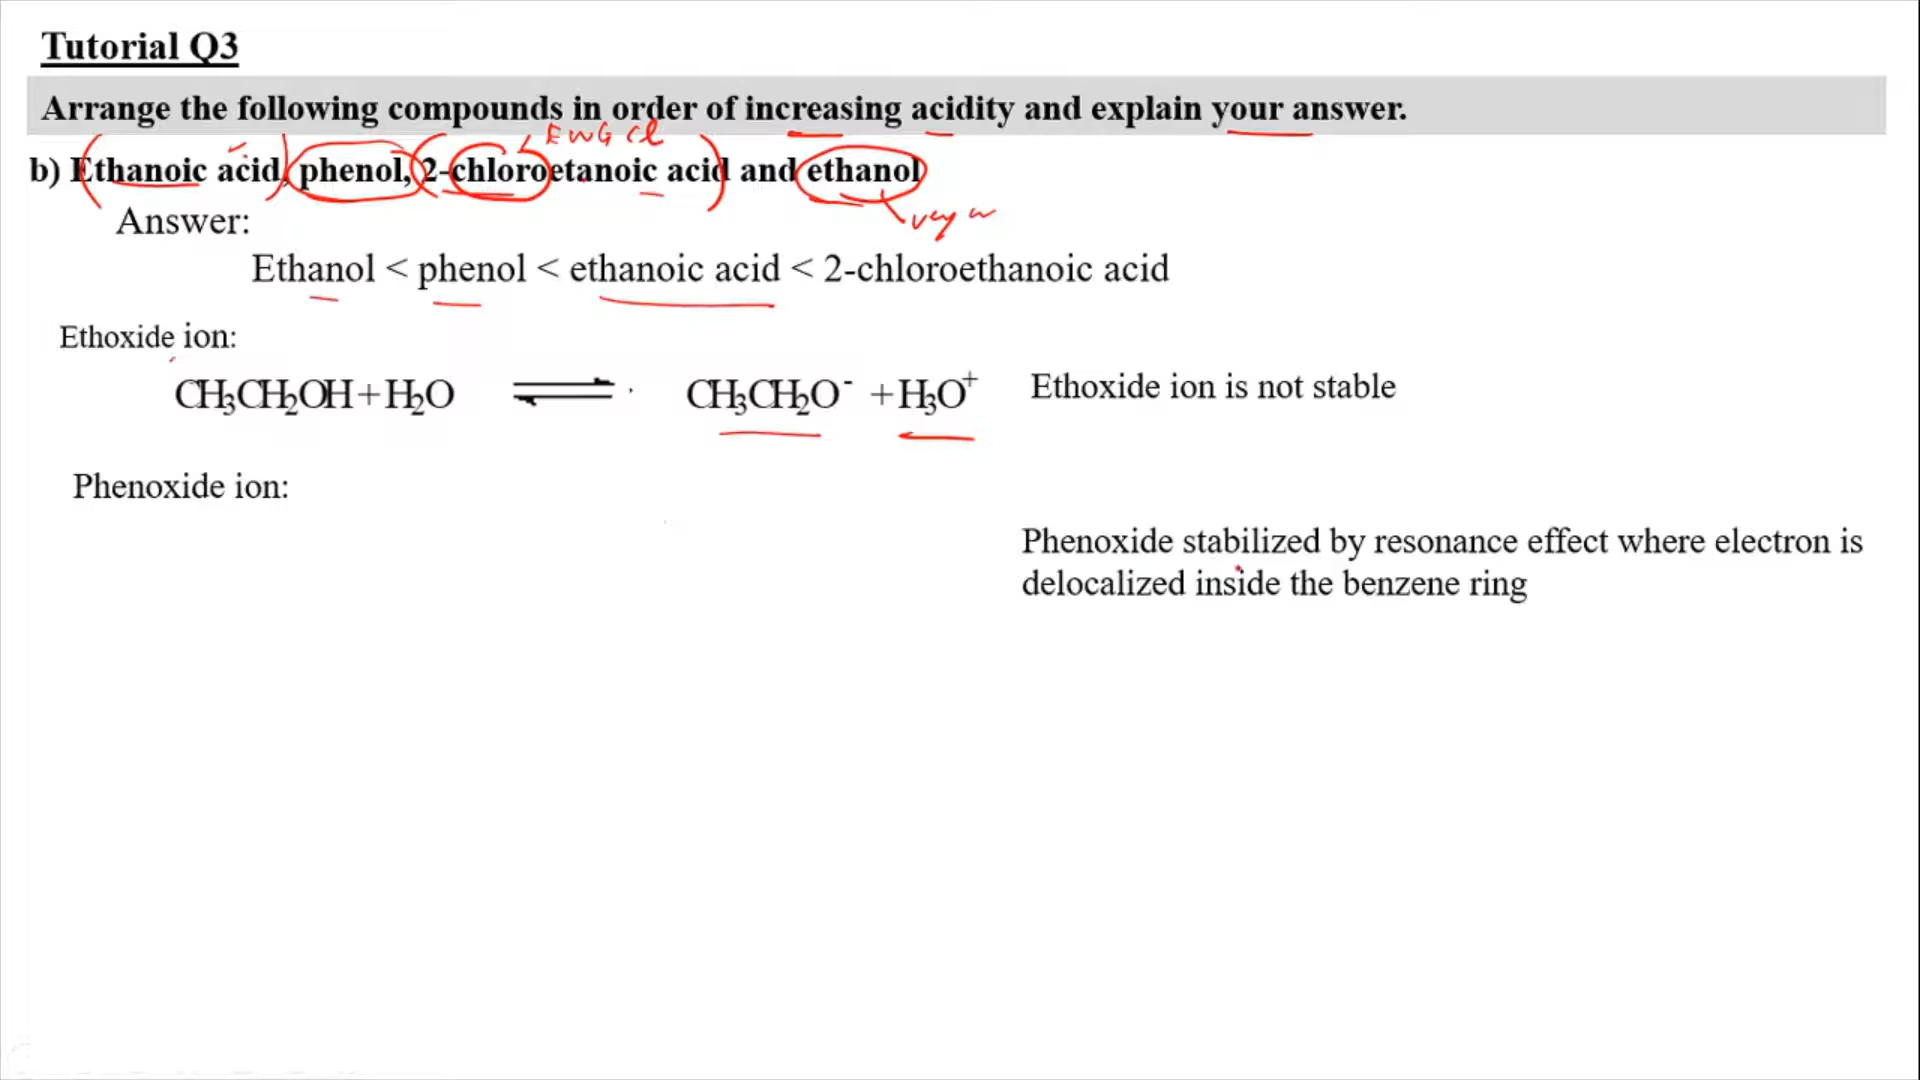 Tutorial Q3
Arrange the following compounds in order of increasing acidity and explain your answer.
EWG Cl
b) Ethanoic acid, phenol, 2-chloroetanoic acid) and ethanol
very w
Answer:
Ethanol < phenol < ethanoic acid < 2-chloroethanoic acid
Ethoxide ion:
CH₃CH₂OH + H₂O ⇌ CH₃CH₂O⁻ + H₃O⁺ Ethoxide ion is not stable
Phenoxide ion:
Phenoxide stabilized by resonance effect where electron is
delocalized inside the benzene ring